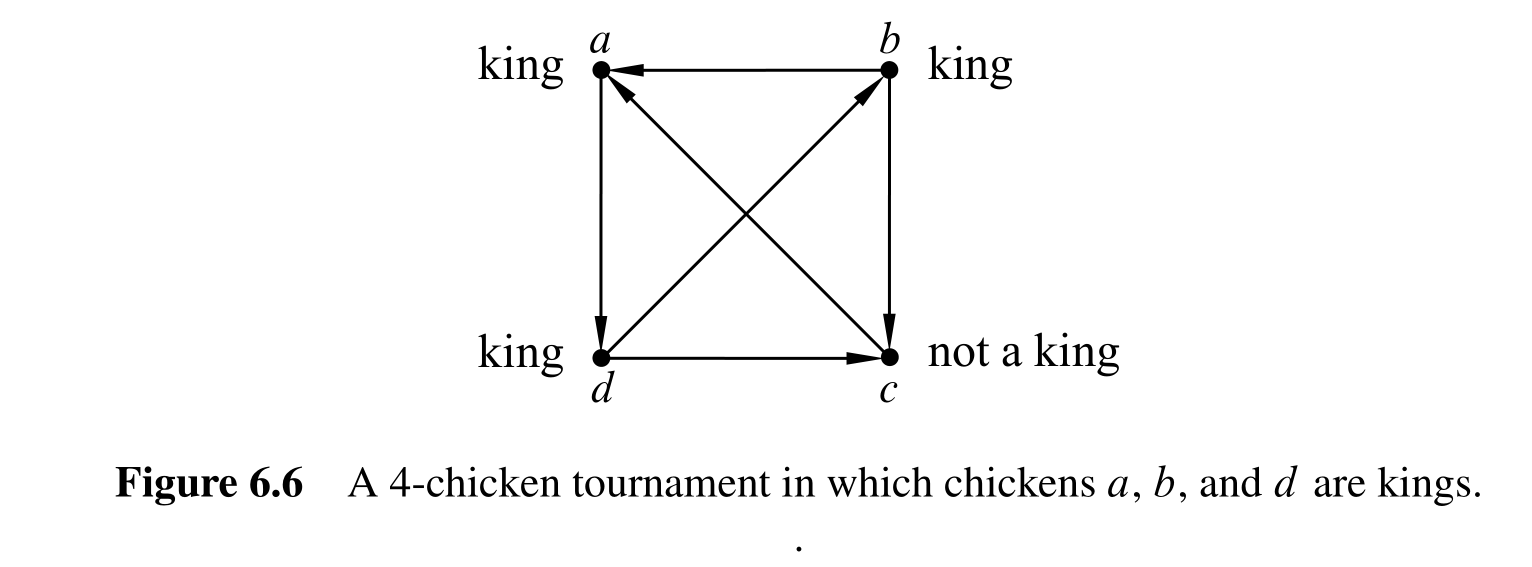 a b
king king
king not a king
d c
Figure 6.6 A 4-chicken tournament in which chickens a, b, and d are kings.
.